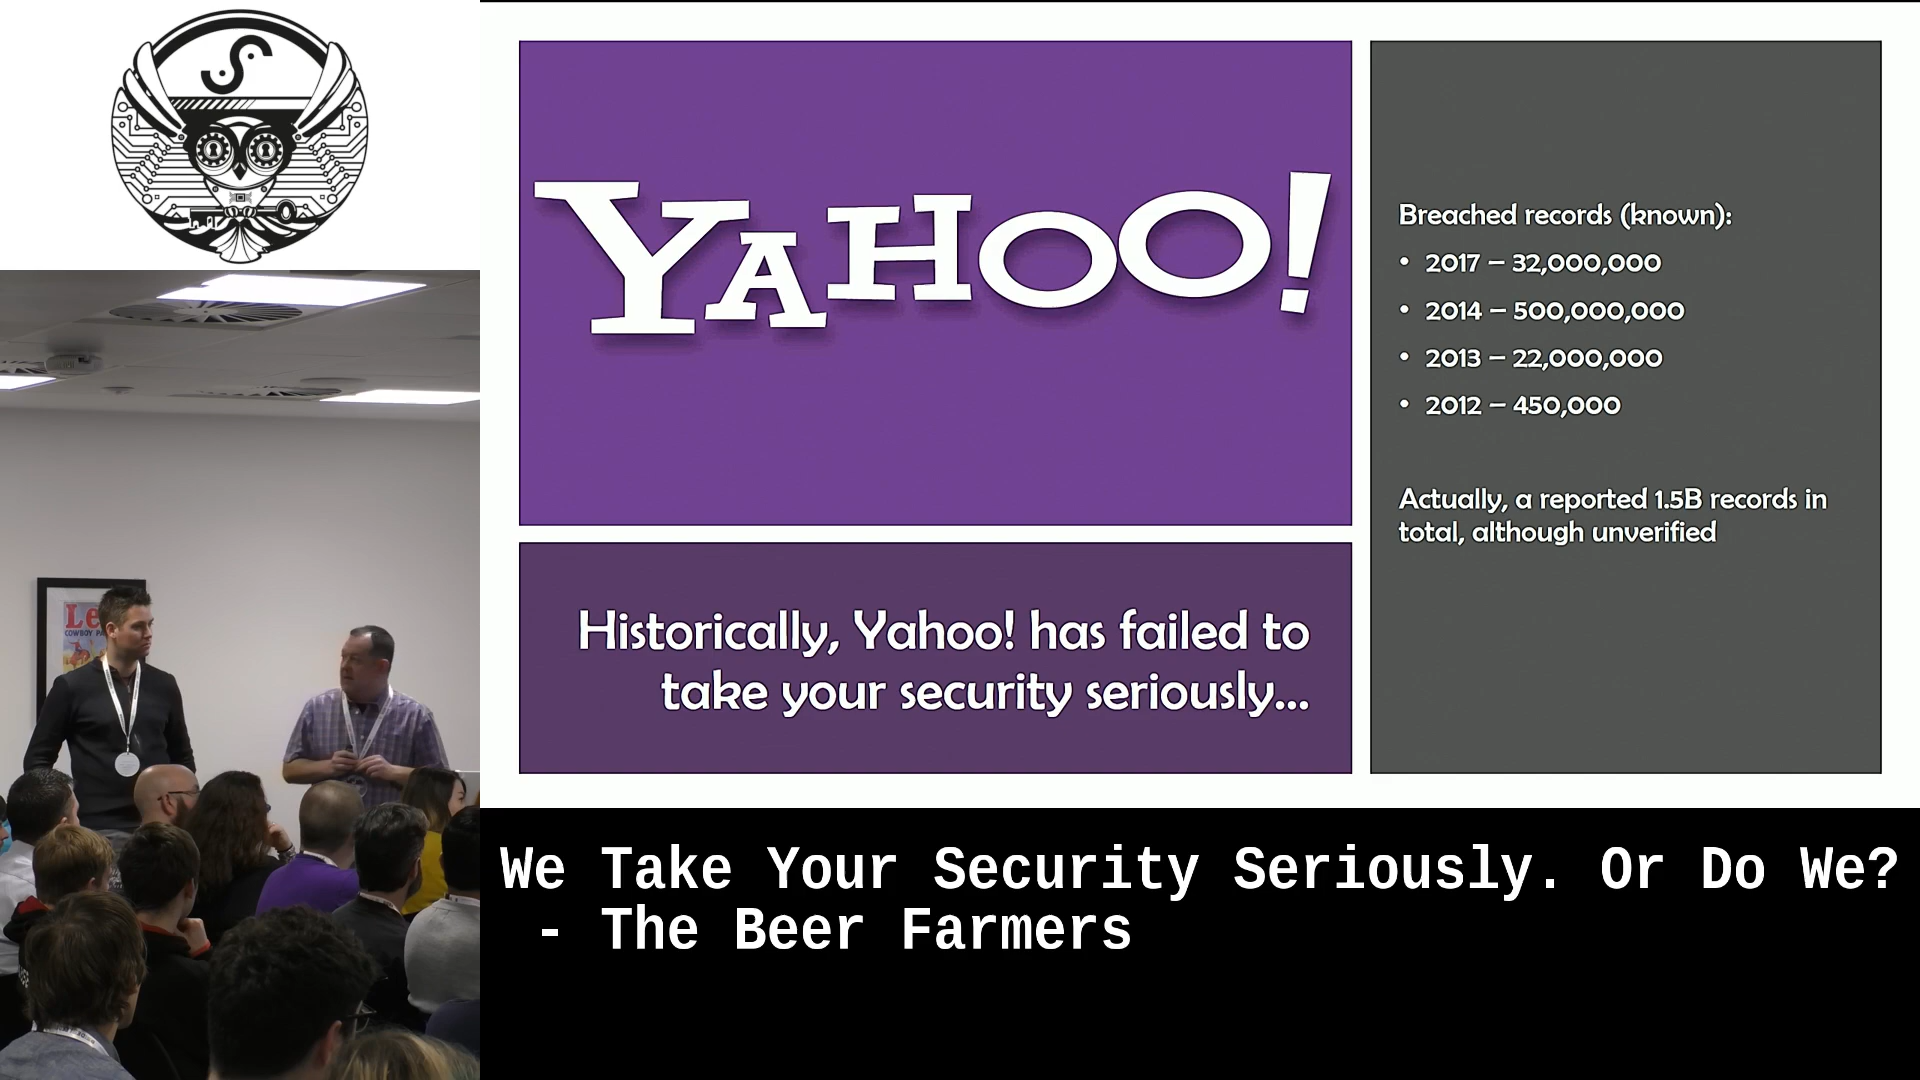 YAHOO!
Historically, Yahoo! has failed to
take your security seriously...
Breached records (known):
• 2017 – 32,000,000
• 2014 – 500,000,000
• 2013 – 22,000,000
• 2012 – 450,000
Actually, a reported 1.5B records in
total, although unverified
Le
COWBOY
We Take Your Security Seriously. Or Do We?
- The Beer Farmers